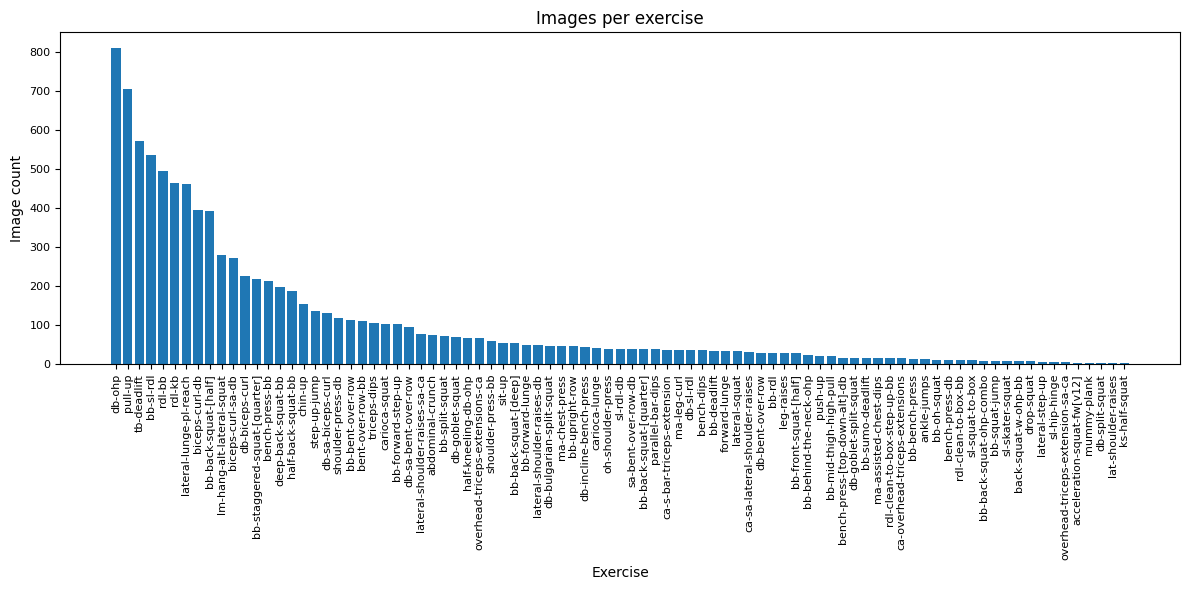 Images per exercise
Image count
800
700
600
500
400
300
200
100
0
db-ohp
pull-up
tb-deadlift
bb-sl-rdl
rdl-bb
rdl-kb
lateral-lunge-pl-reach
biceps-curl-db
bb-back-squat-[half]
lm-hang-alt-lateral-squat
biceps-curl-sa-db
db-biceps-curl
bb-staggered-squat-[quarter]
bench-press-bb
deep-back-squat-bb
half-back-squat-bb
chin-up
step-up-jump
db-sa-biceps-curl
shoulder-press-db
bb-bent-over-row
bent-over-row-bb
triceps-dips
carioca-squat
bb-forward-step-up
db-sa-bent-over-row
lateral-shoulder-raises-sa-ca
abdominal-crunch
bb-split-squat
db-goblet-squat
half-kneeling-db-ohp
overhead-triceps-extensions-ca
shoulder-press-bb
sit-up
bb-back-squat-[deep]
bb-forward-lunge
lateral-shoulder-raises-db
db-bulgarian-split-squat
ma-chest-press
bb-upright-row
db-incline-bench-press
carioca-lunge
oh-shoulder-press
sl-rdl-db
sa-bent-over-row-db
bb-back-squat-[quarer]
parallel-bar-dips
ca-s-bar-triceps-extension
ma-leg-curl
db-sl-rdl
bench-dips
bb-deadlift
forward-lunge
lateral-squat
ca-sa-lateral-shoulder-raises
db-bent-over-row
bb-rdl
leg-raises
bb-front-squat-[half]
bb-behind-the-neck-ohp
push-up
bb-mid-thigh-high-pull
bench-press-[top-down-alt]-db
db-goblet-split-squat
bb-sumo-deadlift
ma-assisted-chest-dips
rdl-clean-to-box-step-up-bb
ca-overhead-triceps-extensions
bb-bench-press
ankle-jumps
bb-oh-squat
bench-press-db
rdl-clean-to-box-bb
sl-squat-to-box
bb-back-squat-ohp-combo
bb-squat-jump
sl-skater-squat
back-squat-w-ohp-bb
drop-squat
lateral-step-up
sl-hip-hinge
overhead-triceps-extension-sa-ca
acceleration-squat-fw[v12]
mummy-plank
db-split-squat
lat-shoulder-raises
ks-half-squat
Exercise